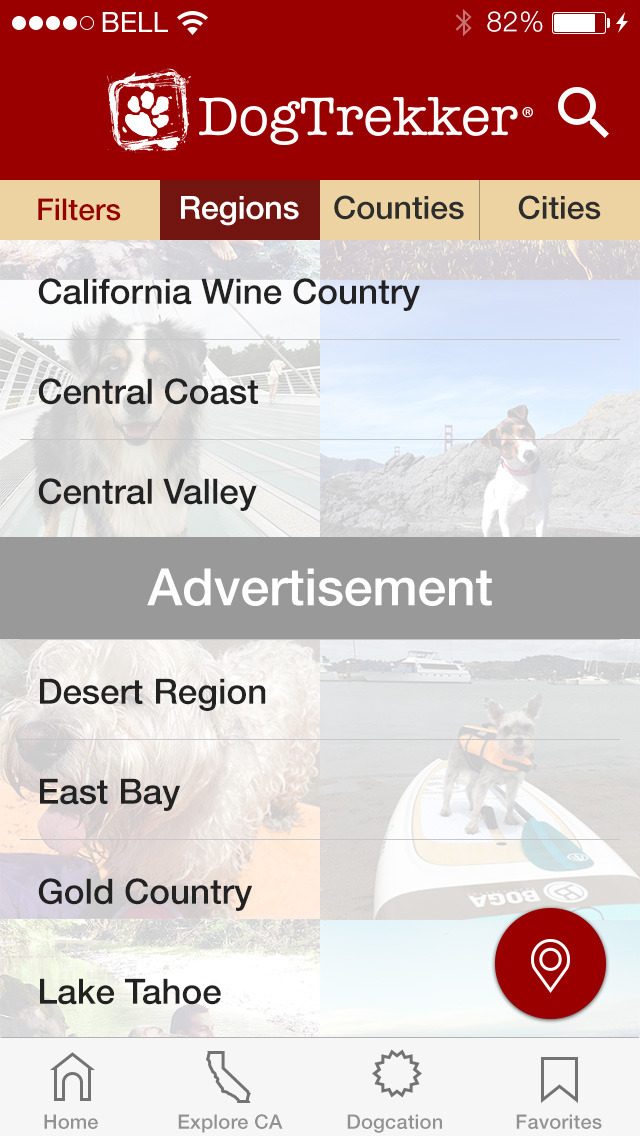 BELL 82%
DogTrekker®
Filters Regions Counties Cities
California Wine Country
Central Coast
Central Valley
Advertisement
Desert Region
East Bay
Gold Country
BOGA
Lake Tahoe
Home Explore CA Dogcation Favorites